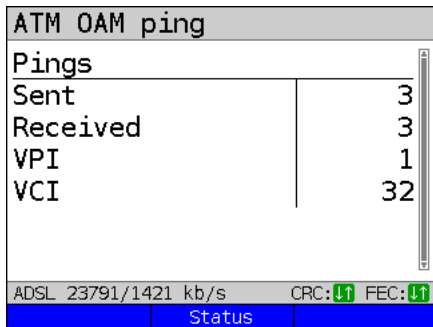 ATM OAM ping
Pings
Sent 3
Received 3
VPI 1
VCI 32
ADSL 23791/1421 kb/s CRC:↓↑ FEC:↓↑
Status